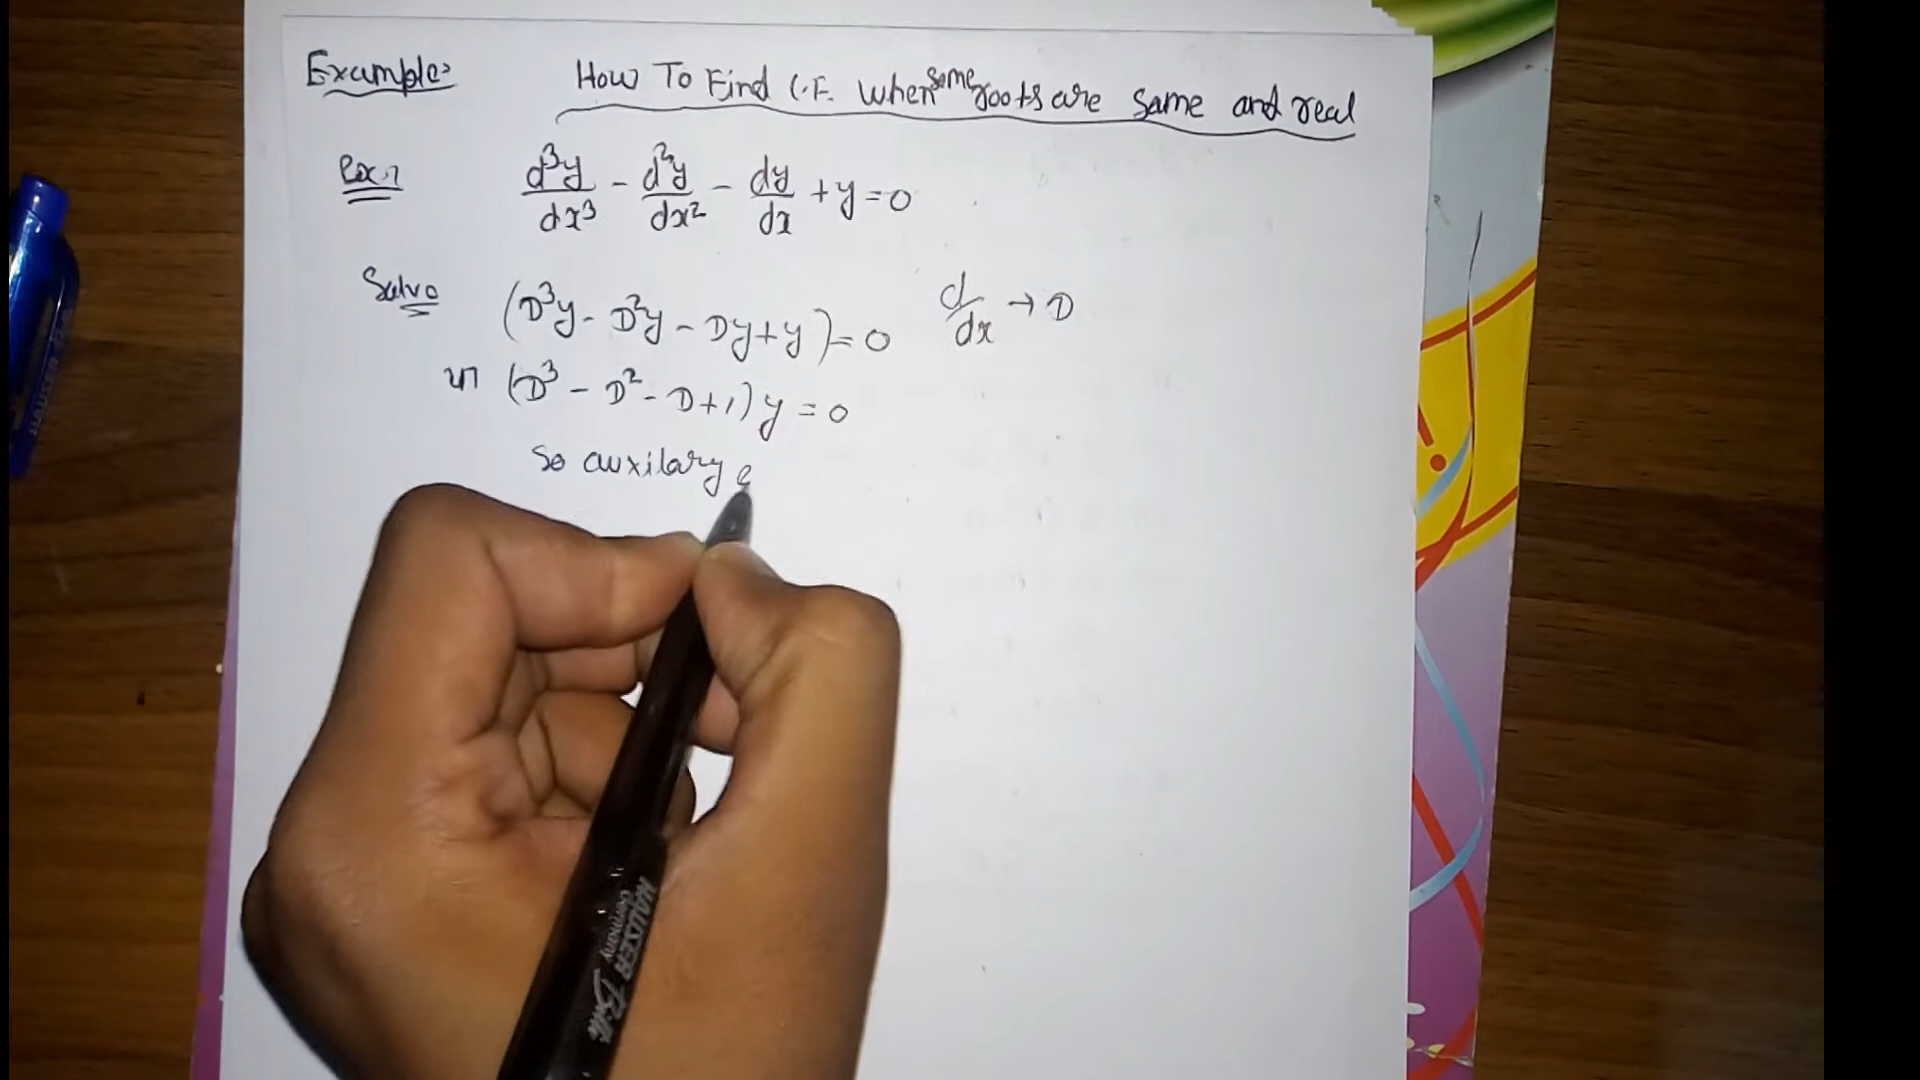 Example:
How To Find C.F. When some roots are same and real
Ex.1
d³y/dx³ - d²y/dx² - dy/dx + y = 0
Solve
(D³y - D²y - Dy + y) = 0
d/dx → D
या (D³ - D² - D + 1) y = 0
So auxilary e
HAUSER
Germany